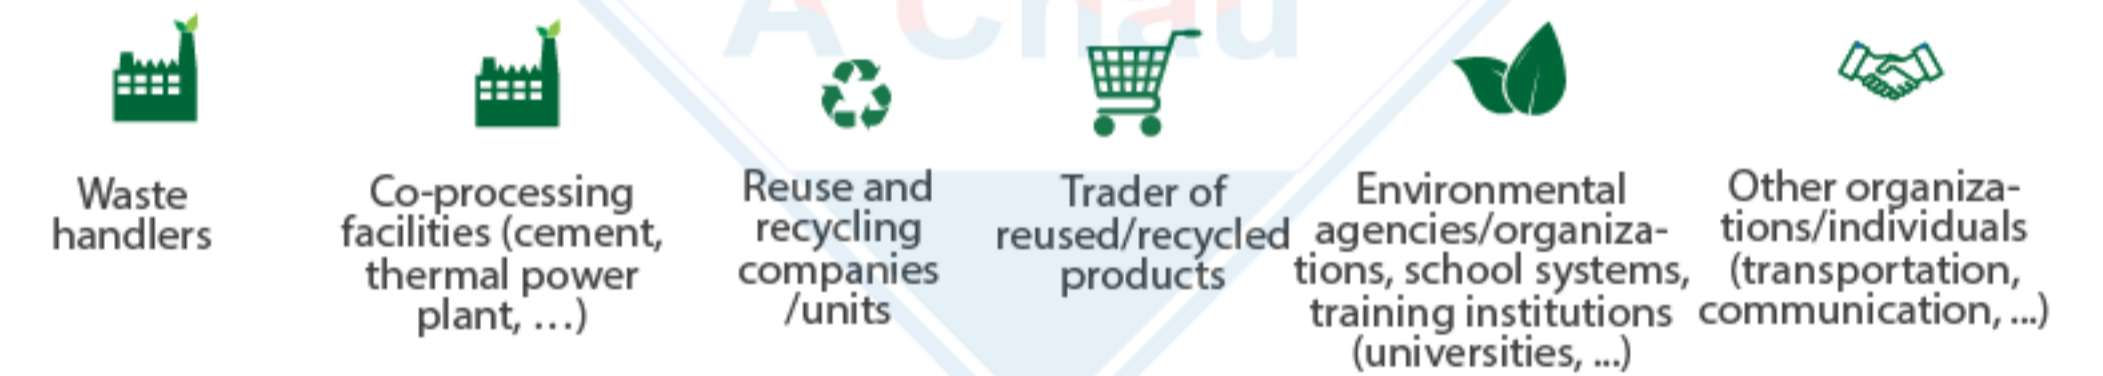 A Chau
Waste
handlers
Co-processing
facilities (cement,
thermal power
plant, ...)
Reuse and
recycling
companies
/units
Trader of
reused/recycled
products
Environmental
agencies/organiza-
tions, school systems,
training institutions
(universities, ...)
Other organiza-
tions/individuals
(transportation,
communication, ...)